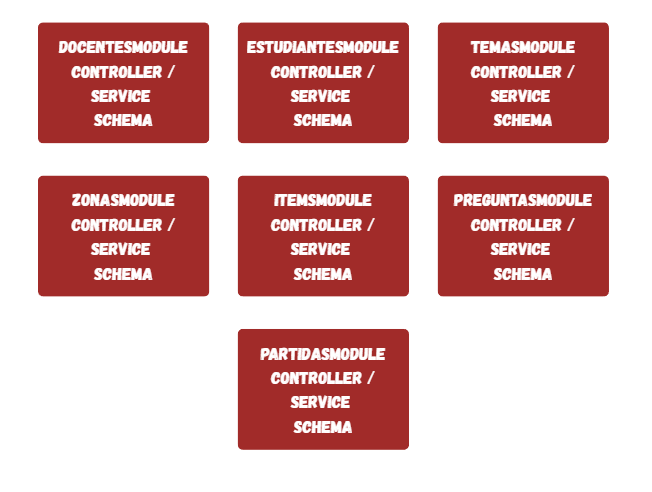 DOCENTESMODULE
CONTROLLER /
SERVICE
SCHEMA
ESTUDIANTESMODULE
CONTROLLER /
SERVICE
SCHEMA
TEMASMODULE
CONTROLLER /
SERVICE
SCHEMA
ZONASMODULE
CONTROLLER /
SERVICE
SCHEMA
ITEMSMODULE
CONTROLLER /
SERVICE
SCHEMA
PREGUNTASMODULE
CONTROLLER /
SERVICE
SCHEMA
PARTIDASMODULE
CONTROLLER /
SERVICE
SCHEMA